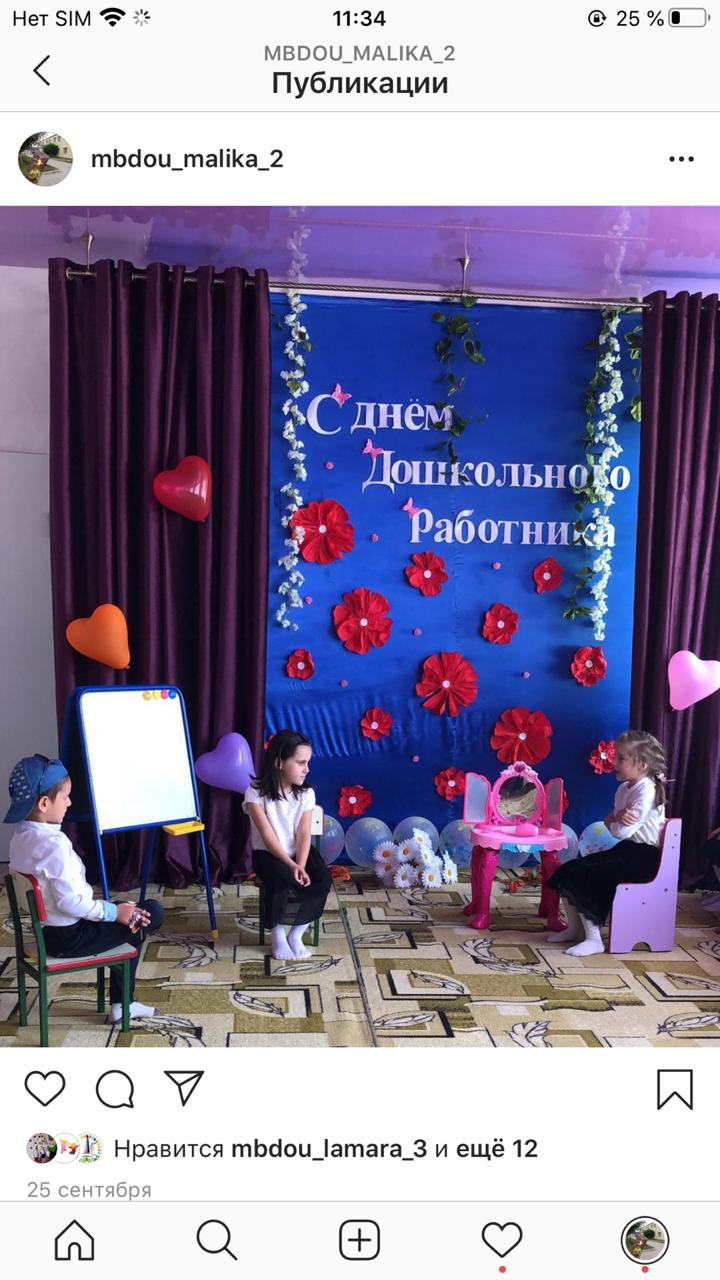 Нет SIM 11:34 25 %
MBDOU_MALIKA_2
Публикации
mbdou_malika_2
С днём
Дошкольного
Работника
Нравится mbdou_lamara_3 и ещё 12
25 сентября